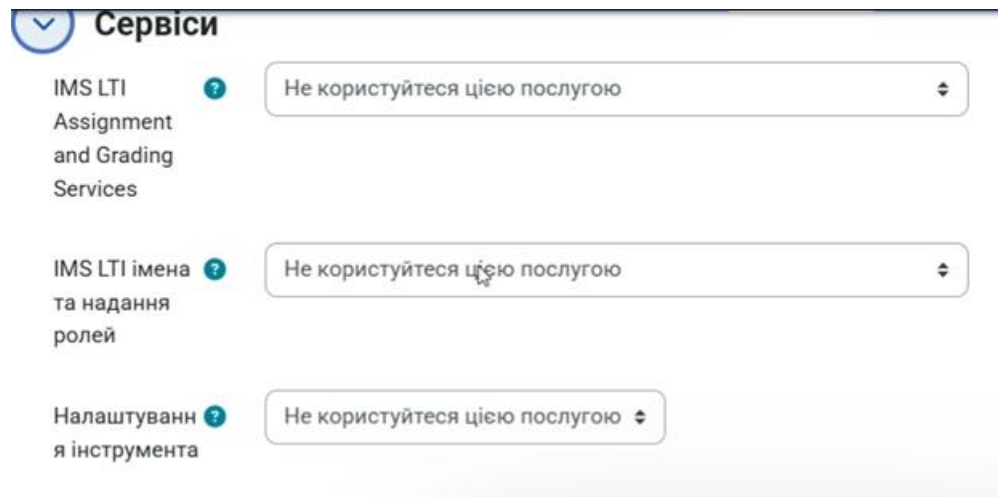 Сервіси
IMS LTI
Assignment
and Grading
Services
Не користуйтеся цією послугою
IMS LTI імена
та надання
ролей
Не користуйтеся цією послугою
Налаштуванн
я інструмента
Не користуйтеся цією послугою